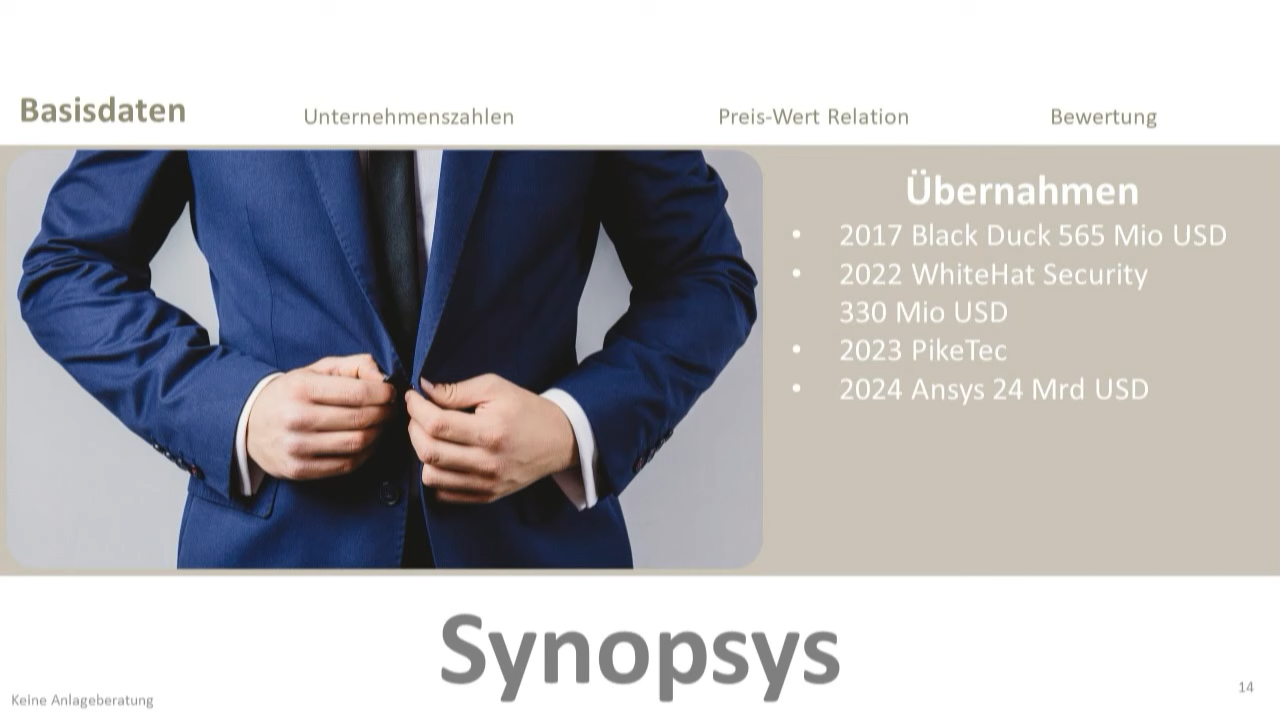 Basisdaten
Unternehmenszahlen
Preis-Wert Relation
Bewertung
Übernahmen
• 2017 Black Duck 565 Mio USD
• 2022 WhiteHat Security
330 Mio USD
• 2023 PikeTec
• 2024 Ansys 24 Mrd USD
Synopsys
Keine Anlageberatung
14